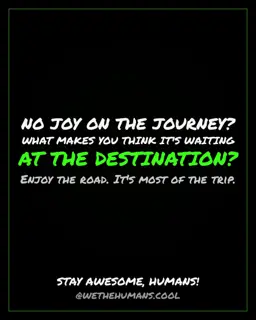 NO JOY ON THE JOURNEY?
WHAT MAKES YOU THINK IT'S WAITING
AT THE DESTINATION?
ENJOY THE ROAD. IT'S MOST OF THE TRIP.
STAY AWESOME, HUMANS!
@WETHEHUMANS.COOL